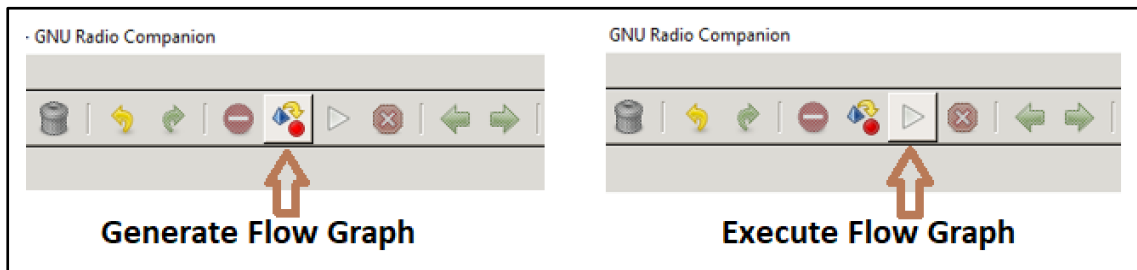 - GNU Radio Companion
Generate Flow Graph
GNU Radio Companion
Execute Flow Graph